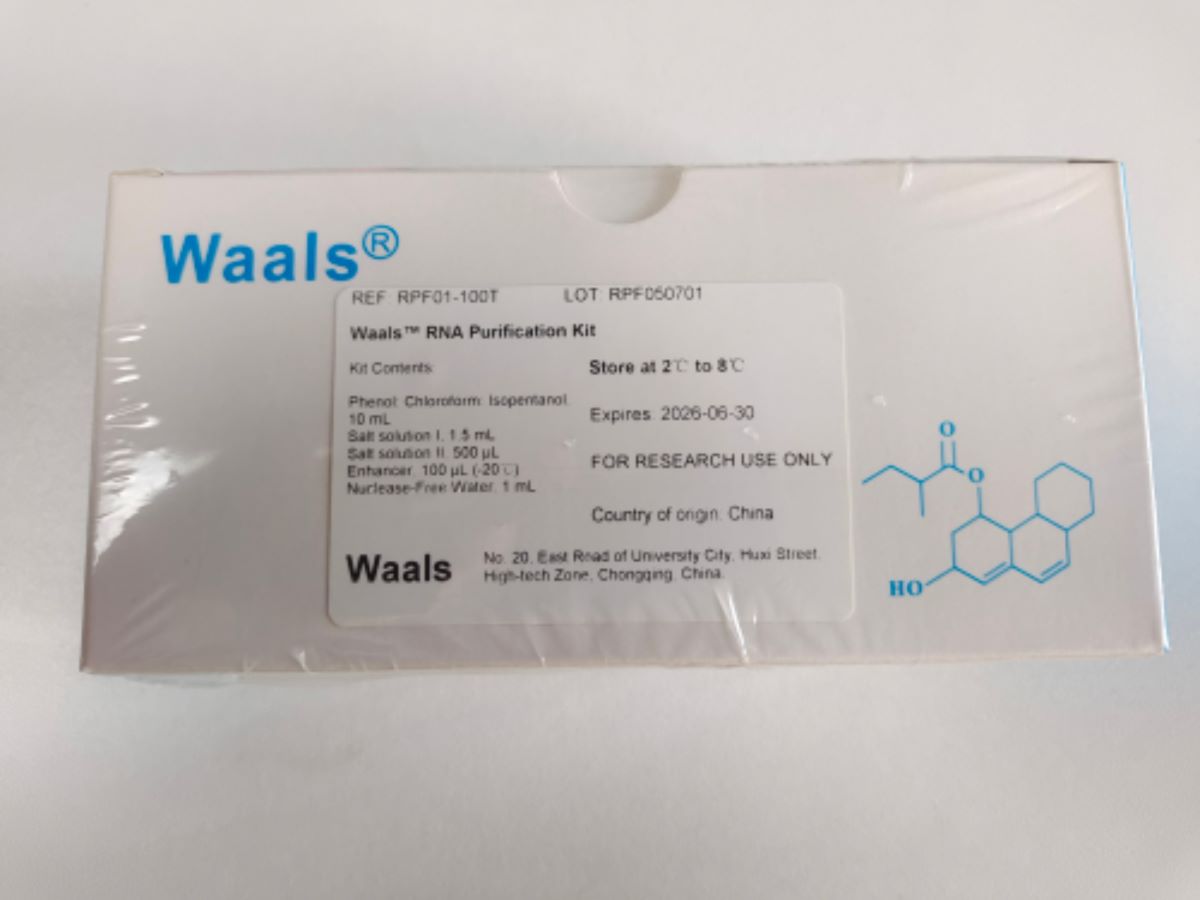 Waals®
REF: RPF01-100T LOT: RPF050701
Waals™ RNA Purification Kit
Kit Contents:
Store at 2℃ to 8℃
Phenol: Chloroform: Isopentanol,
10 mL
Salt solution I, 1.5 mL
Salt solution II, 500 µL
Enhancer, 100 µL (-20℃)
Nuclease-Free Water, 1 mL
Expires: 2026-06-30
FOR RESEARCH USE ONLY
Country of origin: China
Waals
No. 20, East Road of University City, Huxi Street,
High-tech Zone, Chongqing, China.
O
O
HO